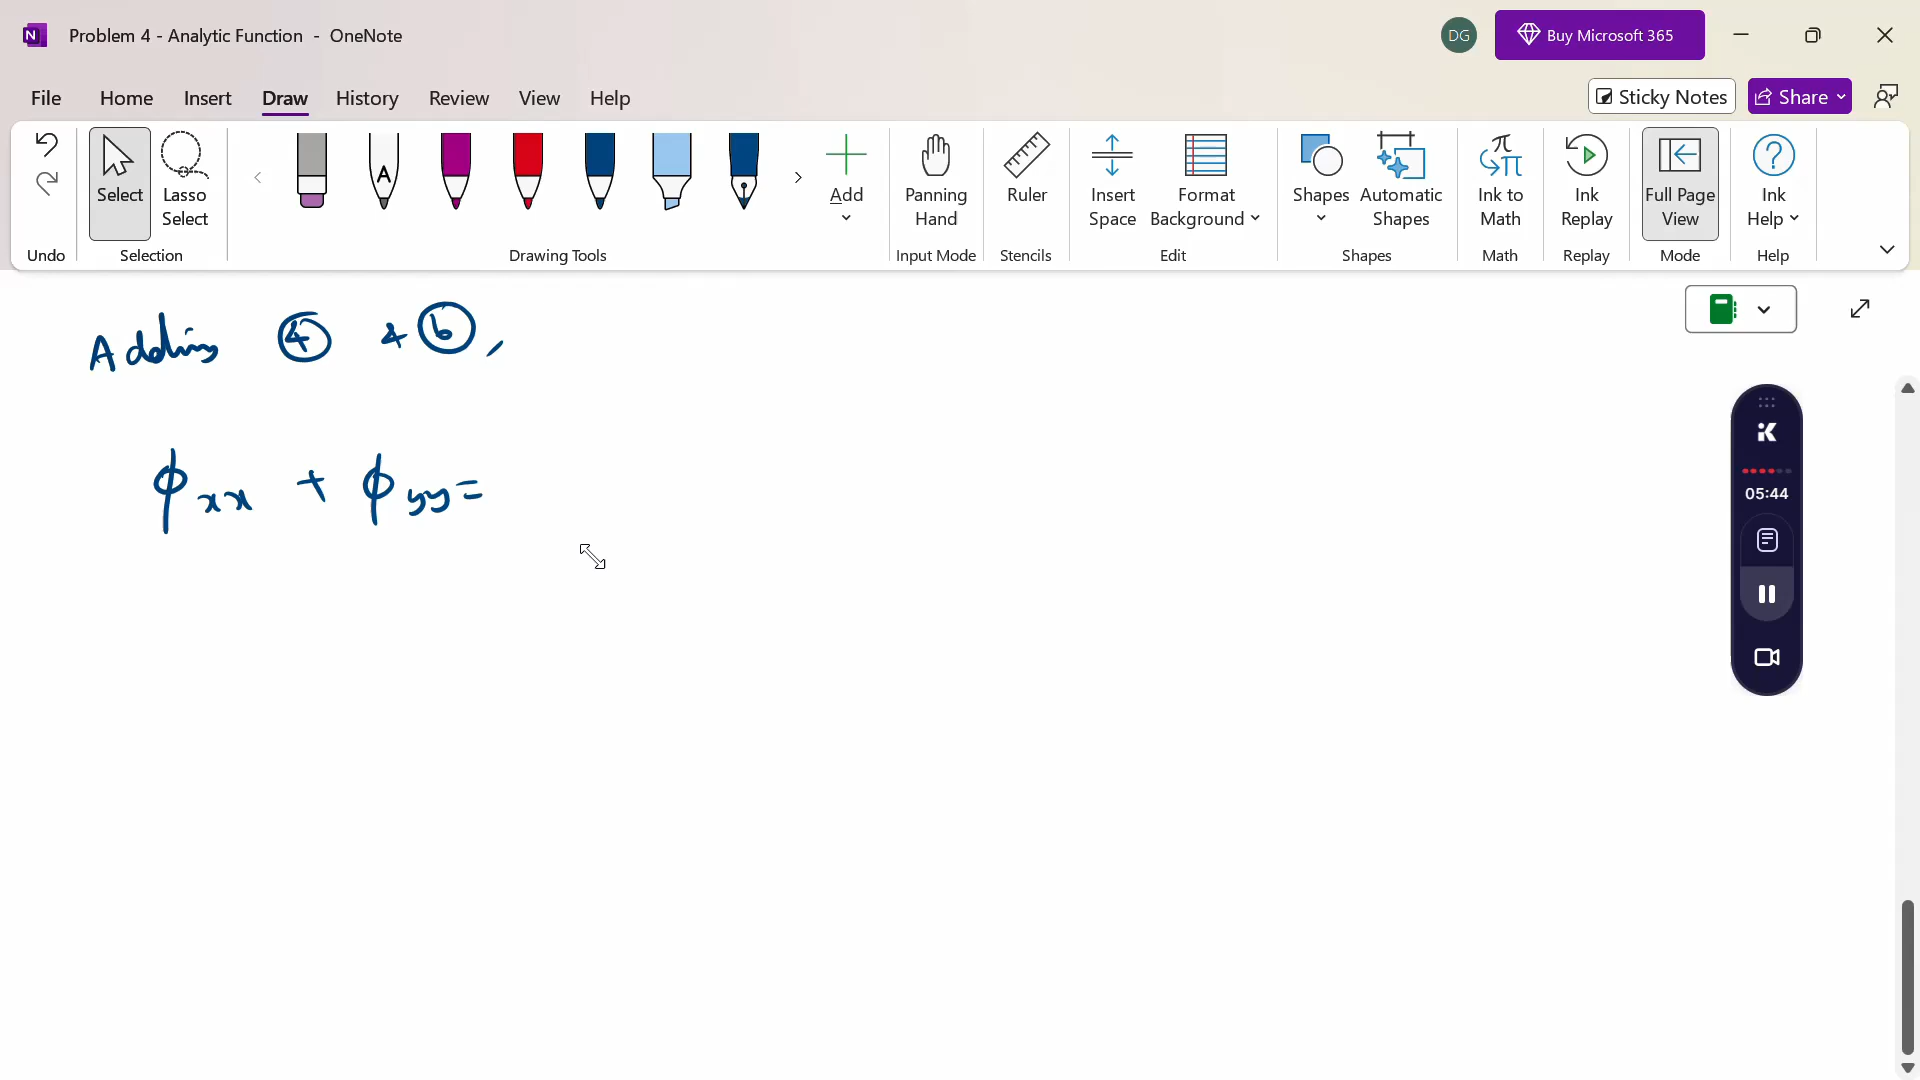 Problem 4 - Analytic Function - OneNote
DG
Buy Microsoft 365
File Home Insert Draw History Review View Help
Sticky Notes
Share
Select
Lasso Select
A
Add
Panning Hand
Ruler
Insert Space
Format Background
Shapes
Automatic Shapes
Ink to Math
Ink Replay
Full Page View
Ink Help
Undo Selection Drawing Tools Input Mode Stencils Edit Shapes Math Replay Mode Help
Adding ④ & ⑥,
ϕxx + ϕyy =
05:44